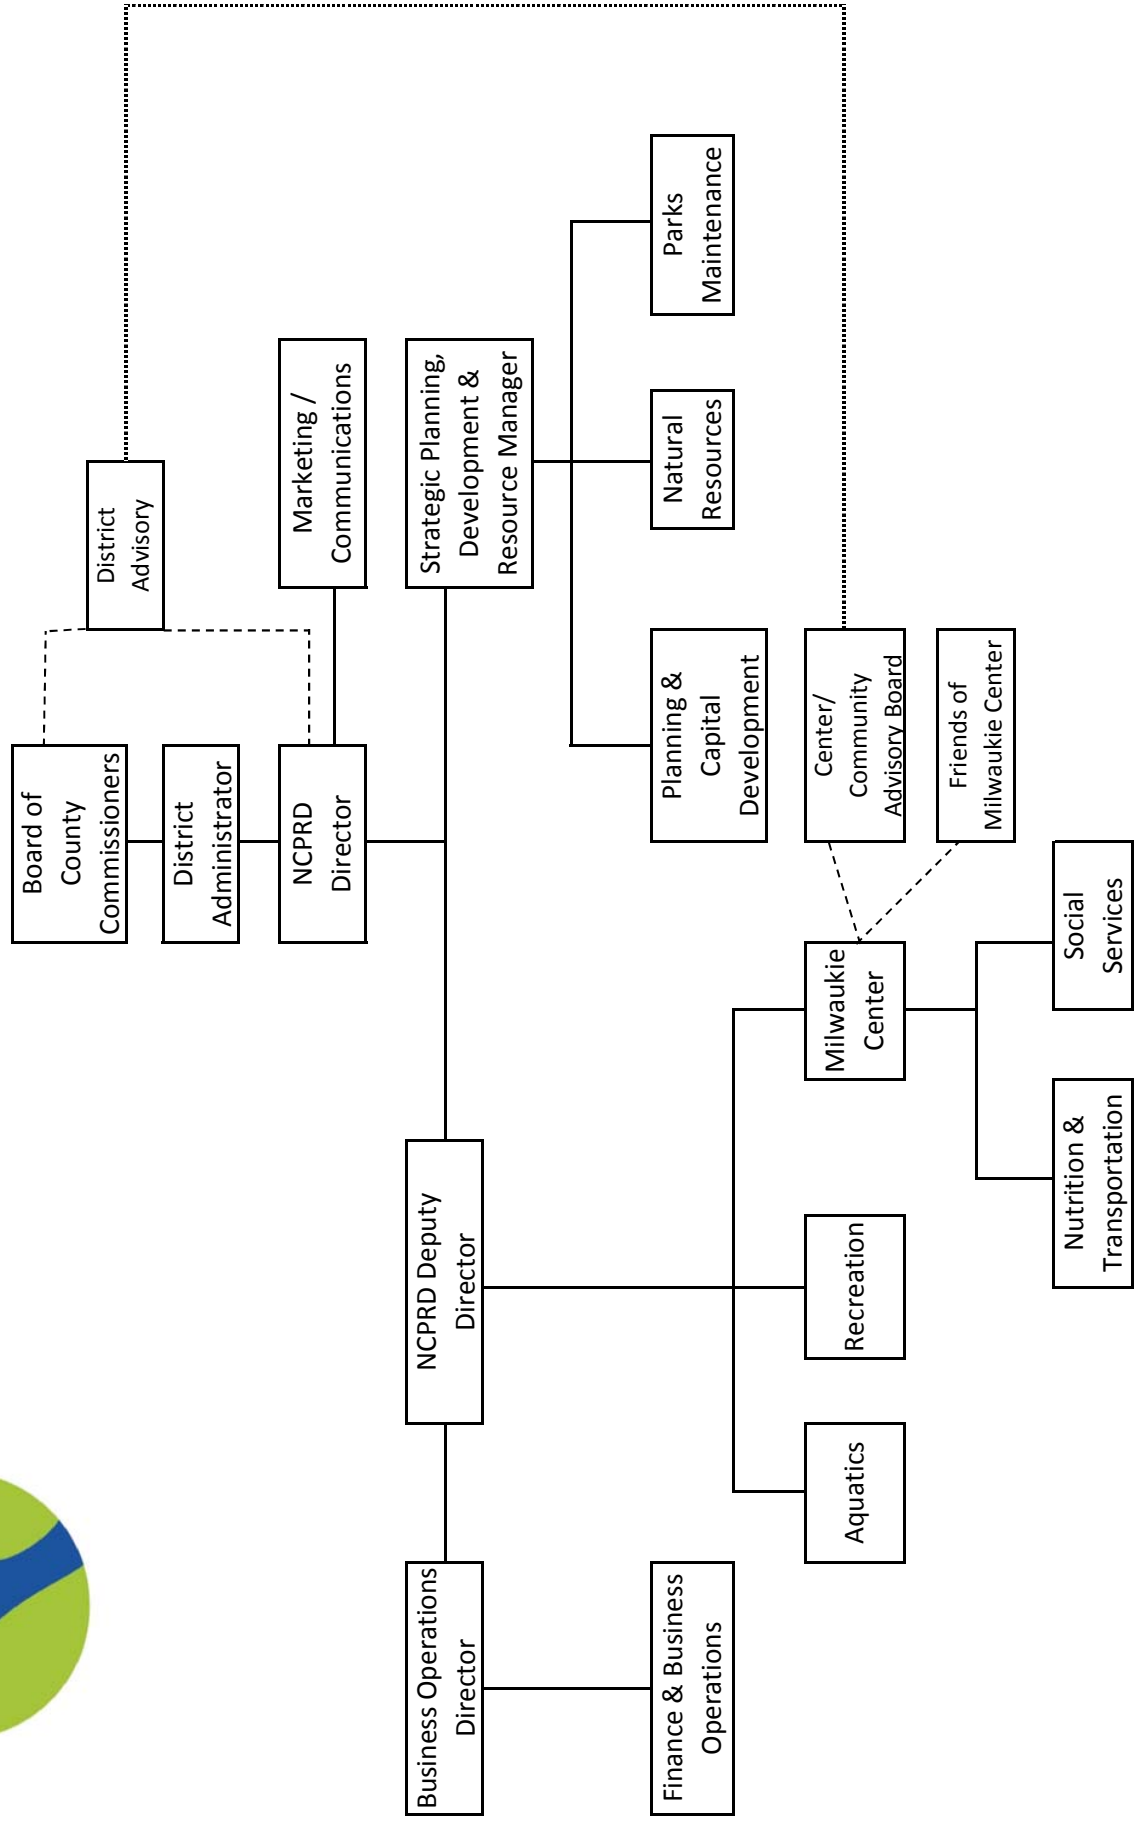 Board of
County
Commissioners
District
Advisory
District
Administrator
NCPRD
Director
Marketing /
Communications
Business Operations
Director
NCPRD Deputy
Director
Strategic Planning,
Development &
Resource Manager
Finance & Business
Operations
Planning &
Capital
Development
Natural
Resources
Parks
Maintenance
Aquatics
Recreation
Milwaukie
Center
Center/
Community
Advisory Board
Friends of
Milwaukie Center
Nutrition &
Transportation
Social
Services